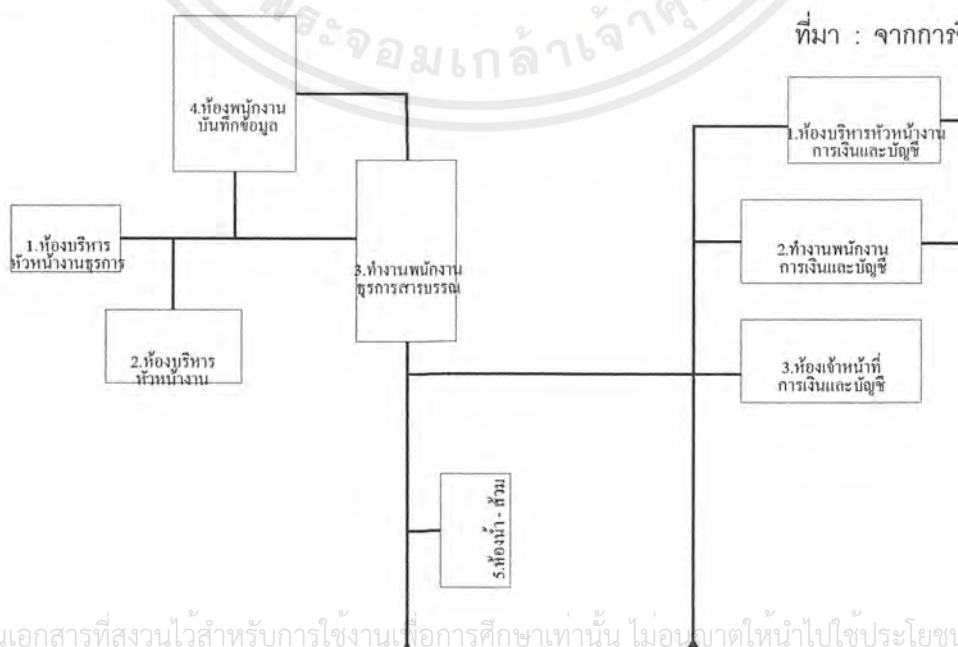 พระจอมเกล้าเจ้าคุ
ที่มา : จากการ
4.ห้องพนักงาน
บันทึกข้อมูล
1.ห้องบริหารหัวหน้างาน
การเงินและบัญชี
1.ห้องบริหาร
หัวหน้างานธุรการ
3.ทำงานพนักงาน
ธุรการสารบรรณ
2.ทำงานพนักงาน
การเงินและบัญชี
2.ห้องบริหาร
หัวหน้างาน
3.ห้องเจ้าหน้าที่
การเงินและบัญชี
5.ห้องน้ำ - ส้วม
นเอกสารที่สงวนไว้สำหรับการใช้งานเพื่อการศึกษาเท่านั้น ไม่อนุญาตให้นำไปใช้ประโยชน